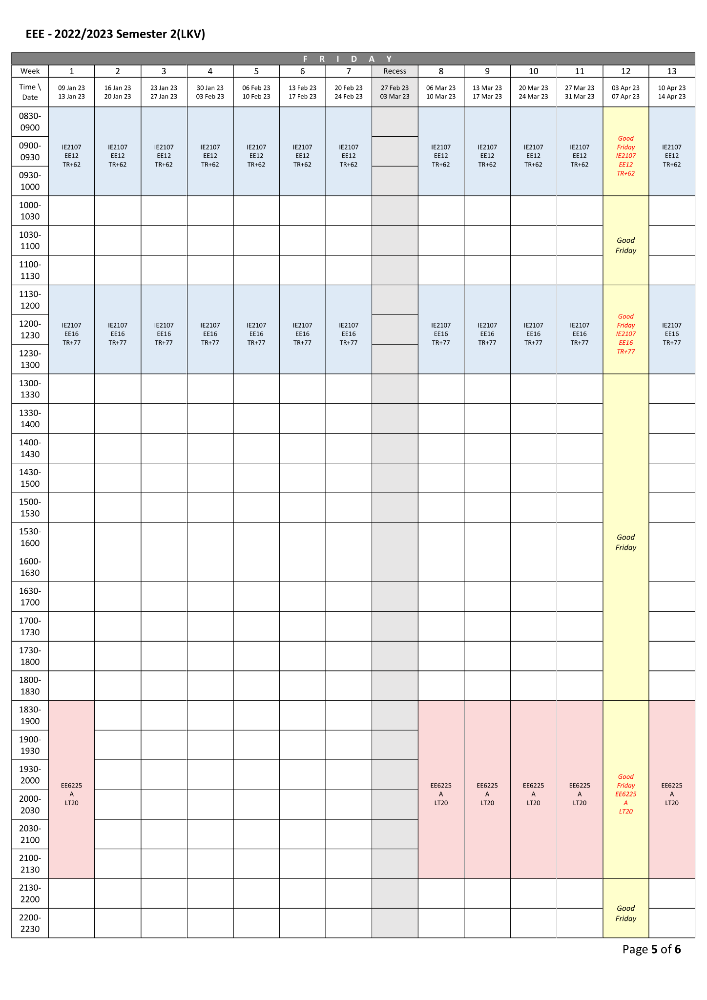 EEE - 2022/2023 Semester 2(LKV)
F R I D A Y
Week 1 2 3 4 5 6 7 Recess 8 9 10 11 12 13
Time \ 09 Jan 23 16 Jan 23 23 Jan 23 30 Jan 23 06 Feb 23 13 Feb 23 20 Feb 23 27 Feb 23 06 Mar 23 13 Mar 23 20 Mar 23 27 Mar 23 03 Apr 23 10 Apr 23
Date 13 Jan 23 20 Jan 23 27 Jan 23 03 Feb 23 10 Feb 23 17 Feb 23 24 Feb 23 03 Mar 23 10 Mar 23 17 Mar 23 24 Mar 23 31 Mar 23 07 Apr 23 14 Apr 23
0830-
0900
Good
0900- IE2107 IE2107 IE2107 IE2107 IE2107 IE2107 IE2107 IE2107 IE2107 IE2107 IE2107 Friday IE2107
EE12 EE12 EE12 EE12 EE12 EE12 EE12 EE12 EE12 EE12 EE12 IE2107 EE12
0930 TR+62 TR+62 TR+62 TR+62 TR+62 TR+62 TR+62 TR+62 TR+62 TR+62 TR+62 EE12 TR+62
TR+62
0930-
1000
1000-
1030
1030-
1100
Good
Friday
1100-
1130
1130-
1200
Good
1200- IE2107 IE2107 IE2107 IE2107 IE2107 IE2107 IE2107 IE2107 IE2107 IE2107 IE2107 Friday IE2107
EE16 EE16 EE16 EE16 EE16 EE16 EE16 EE16 EE16 EE16 EE16 IE2107 EE16
1230 TR+77 TR+77 TR+77 TR+77 TR+77 TR+77 TR+77 TR+77 TR+77 TR+77 TR+77 EE16 TR+77
TR+77
1230-
1300
1300-
1330
1330-
1400
1400-
1430
1430-
1500
1500-
1530
1530-
1600
Good
Friday
1600-
1630
1630-
1700
1700-
1730
1730-
1800
1800-
1830
1830-
1900
1900-
1930
1930-
2000
Good
EE6225 EE6225 EE6225 EE6225 EE6225 Friday EE6225
A A A A A EE6225 A
LT20 LT20 LT20 LT20 LT20 A LT20
LT20
2000-
2030
2030-
2100
2100-
2130
2130-
2200
2200-
2230
Good
Friday
Page 5 of 6